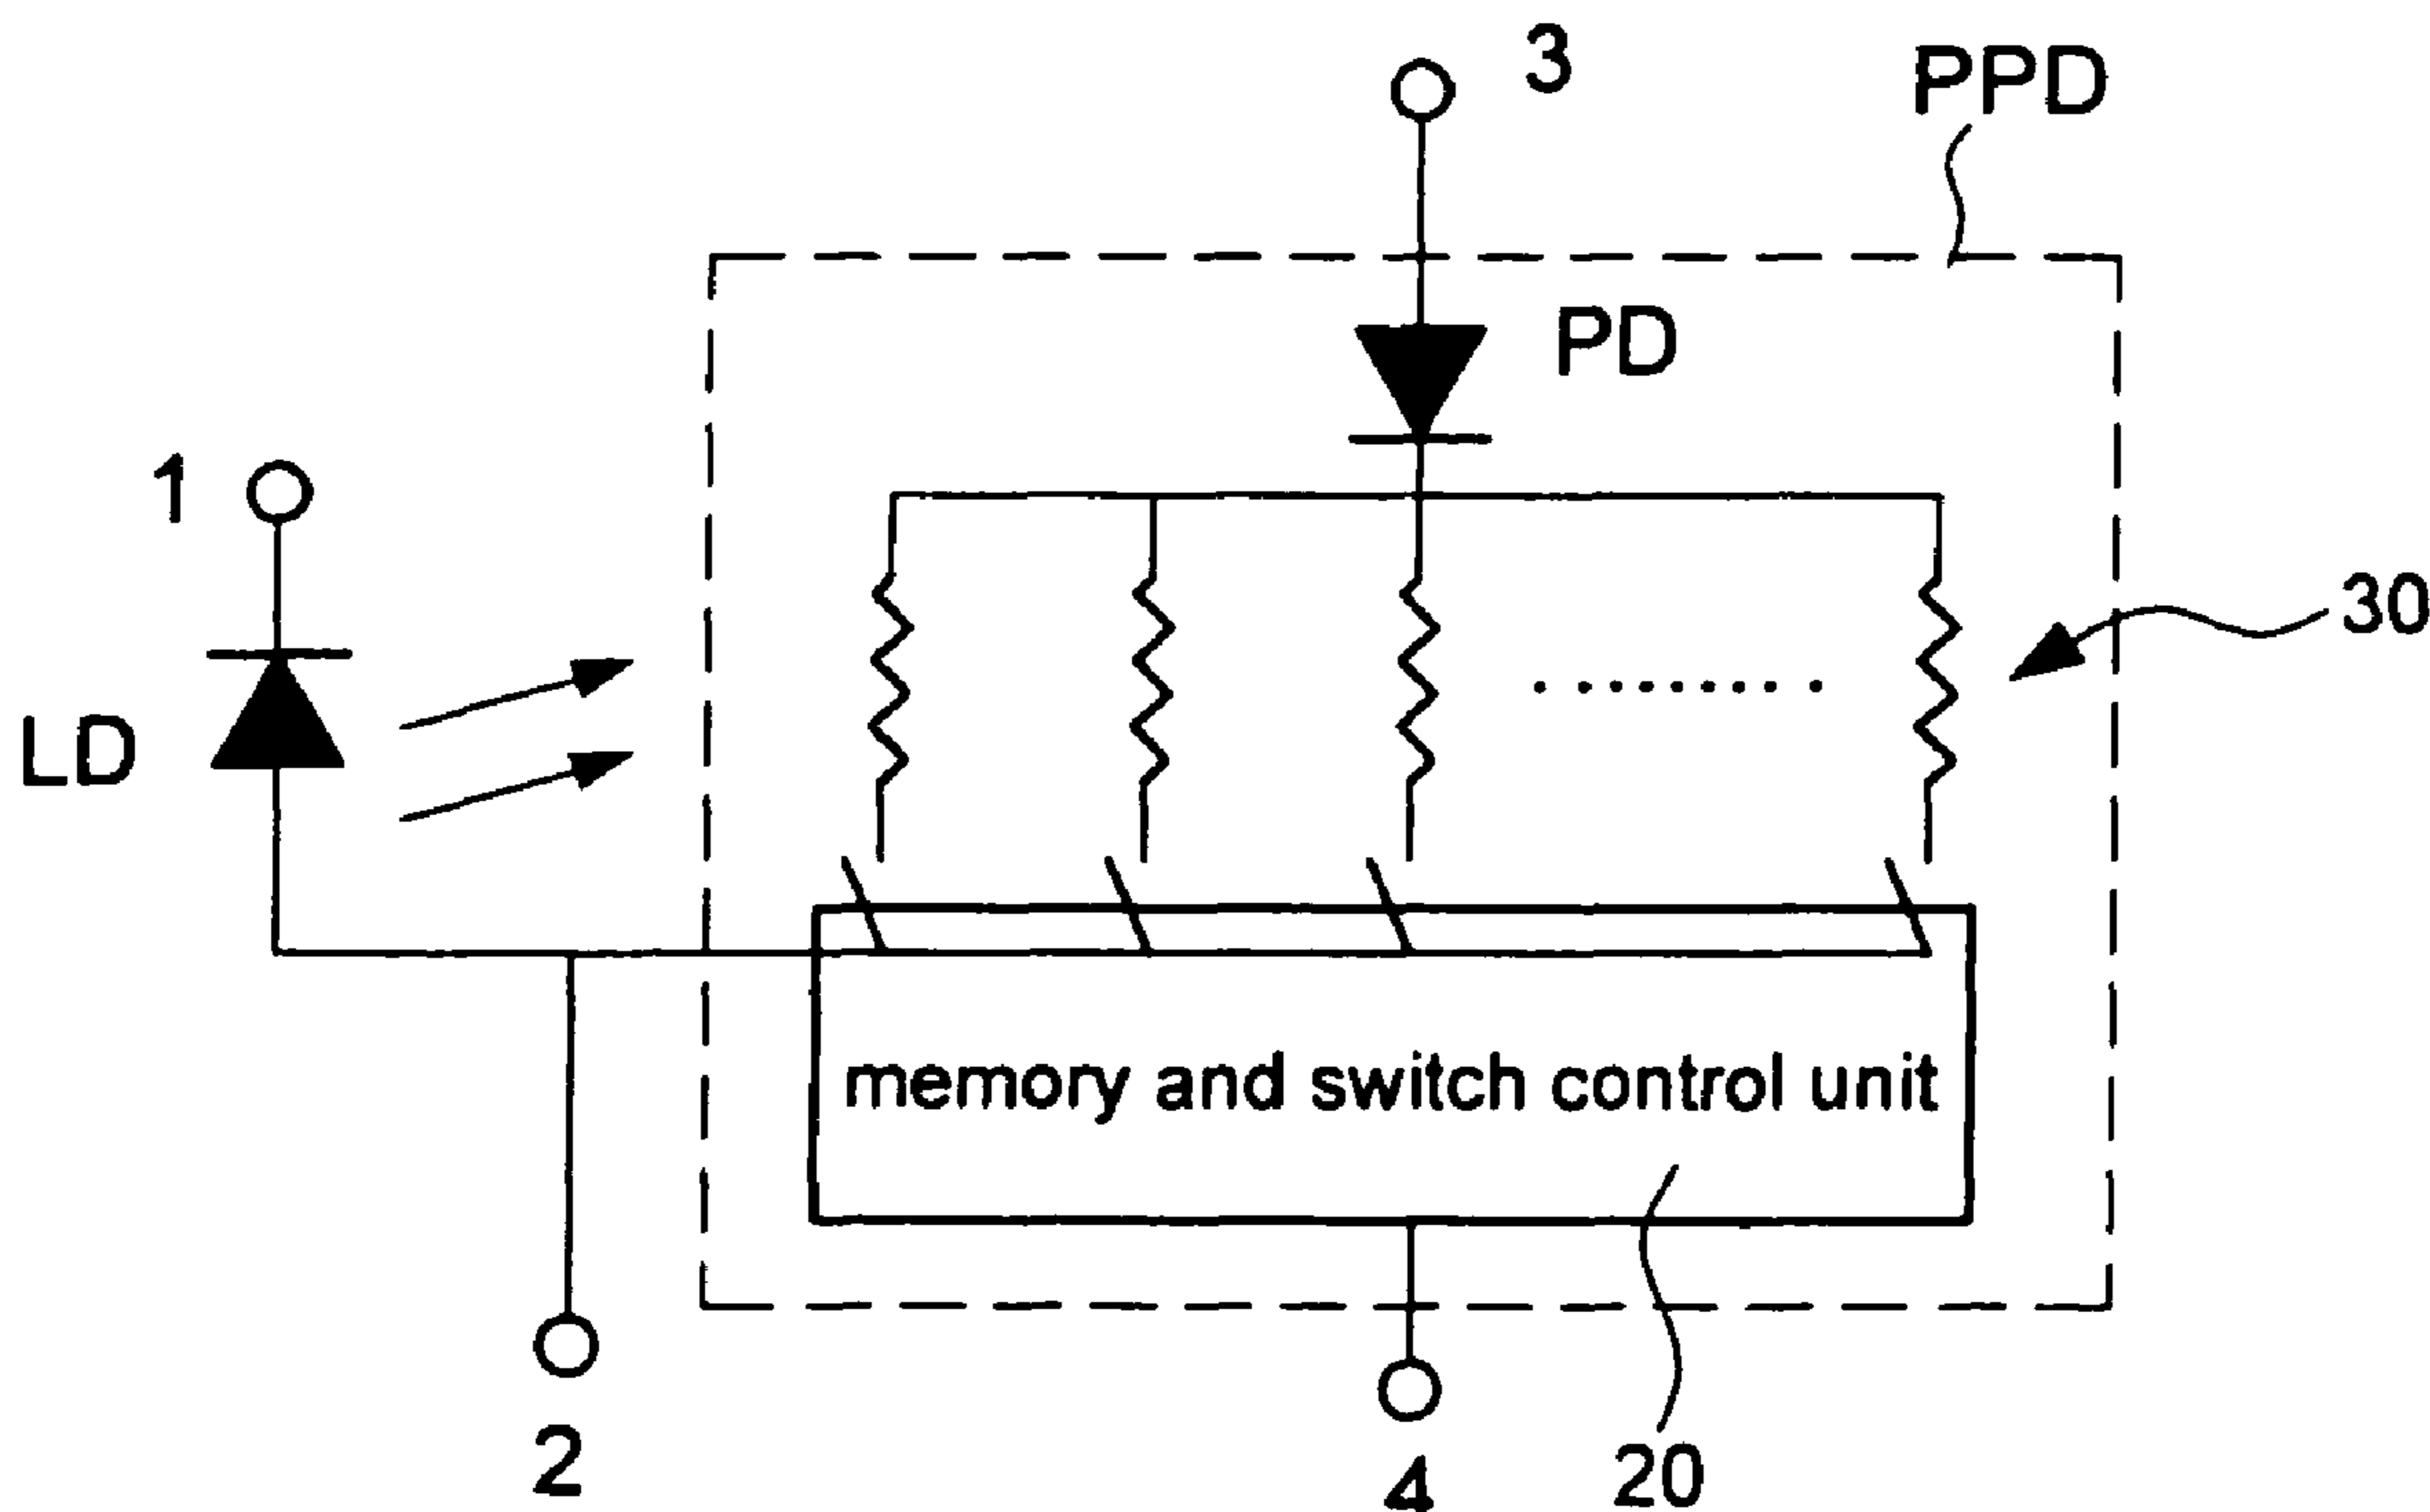 3
PPD
PD
1
30
LD
memory and switch control unit
2
4
20